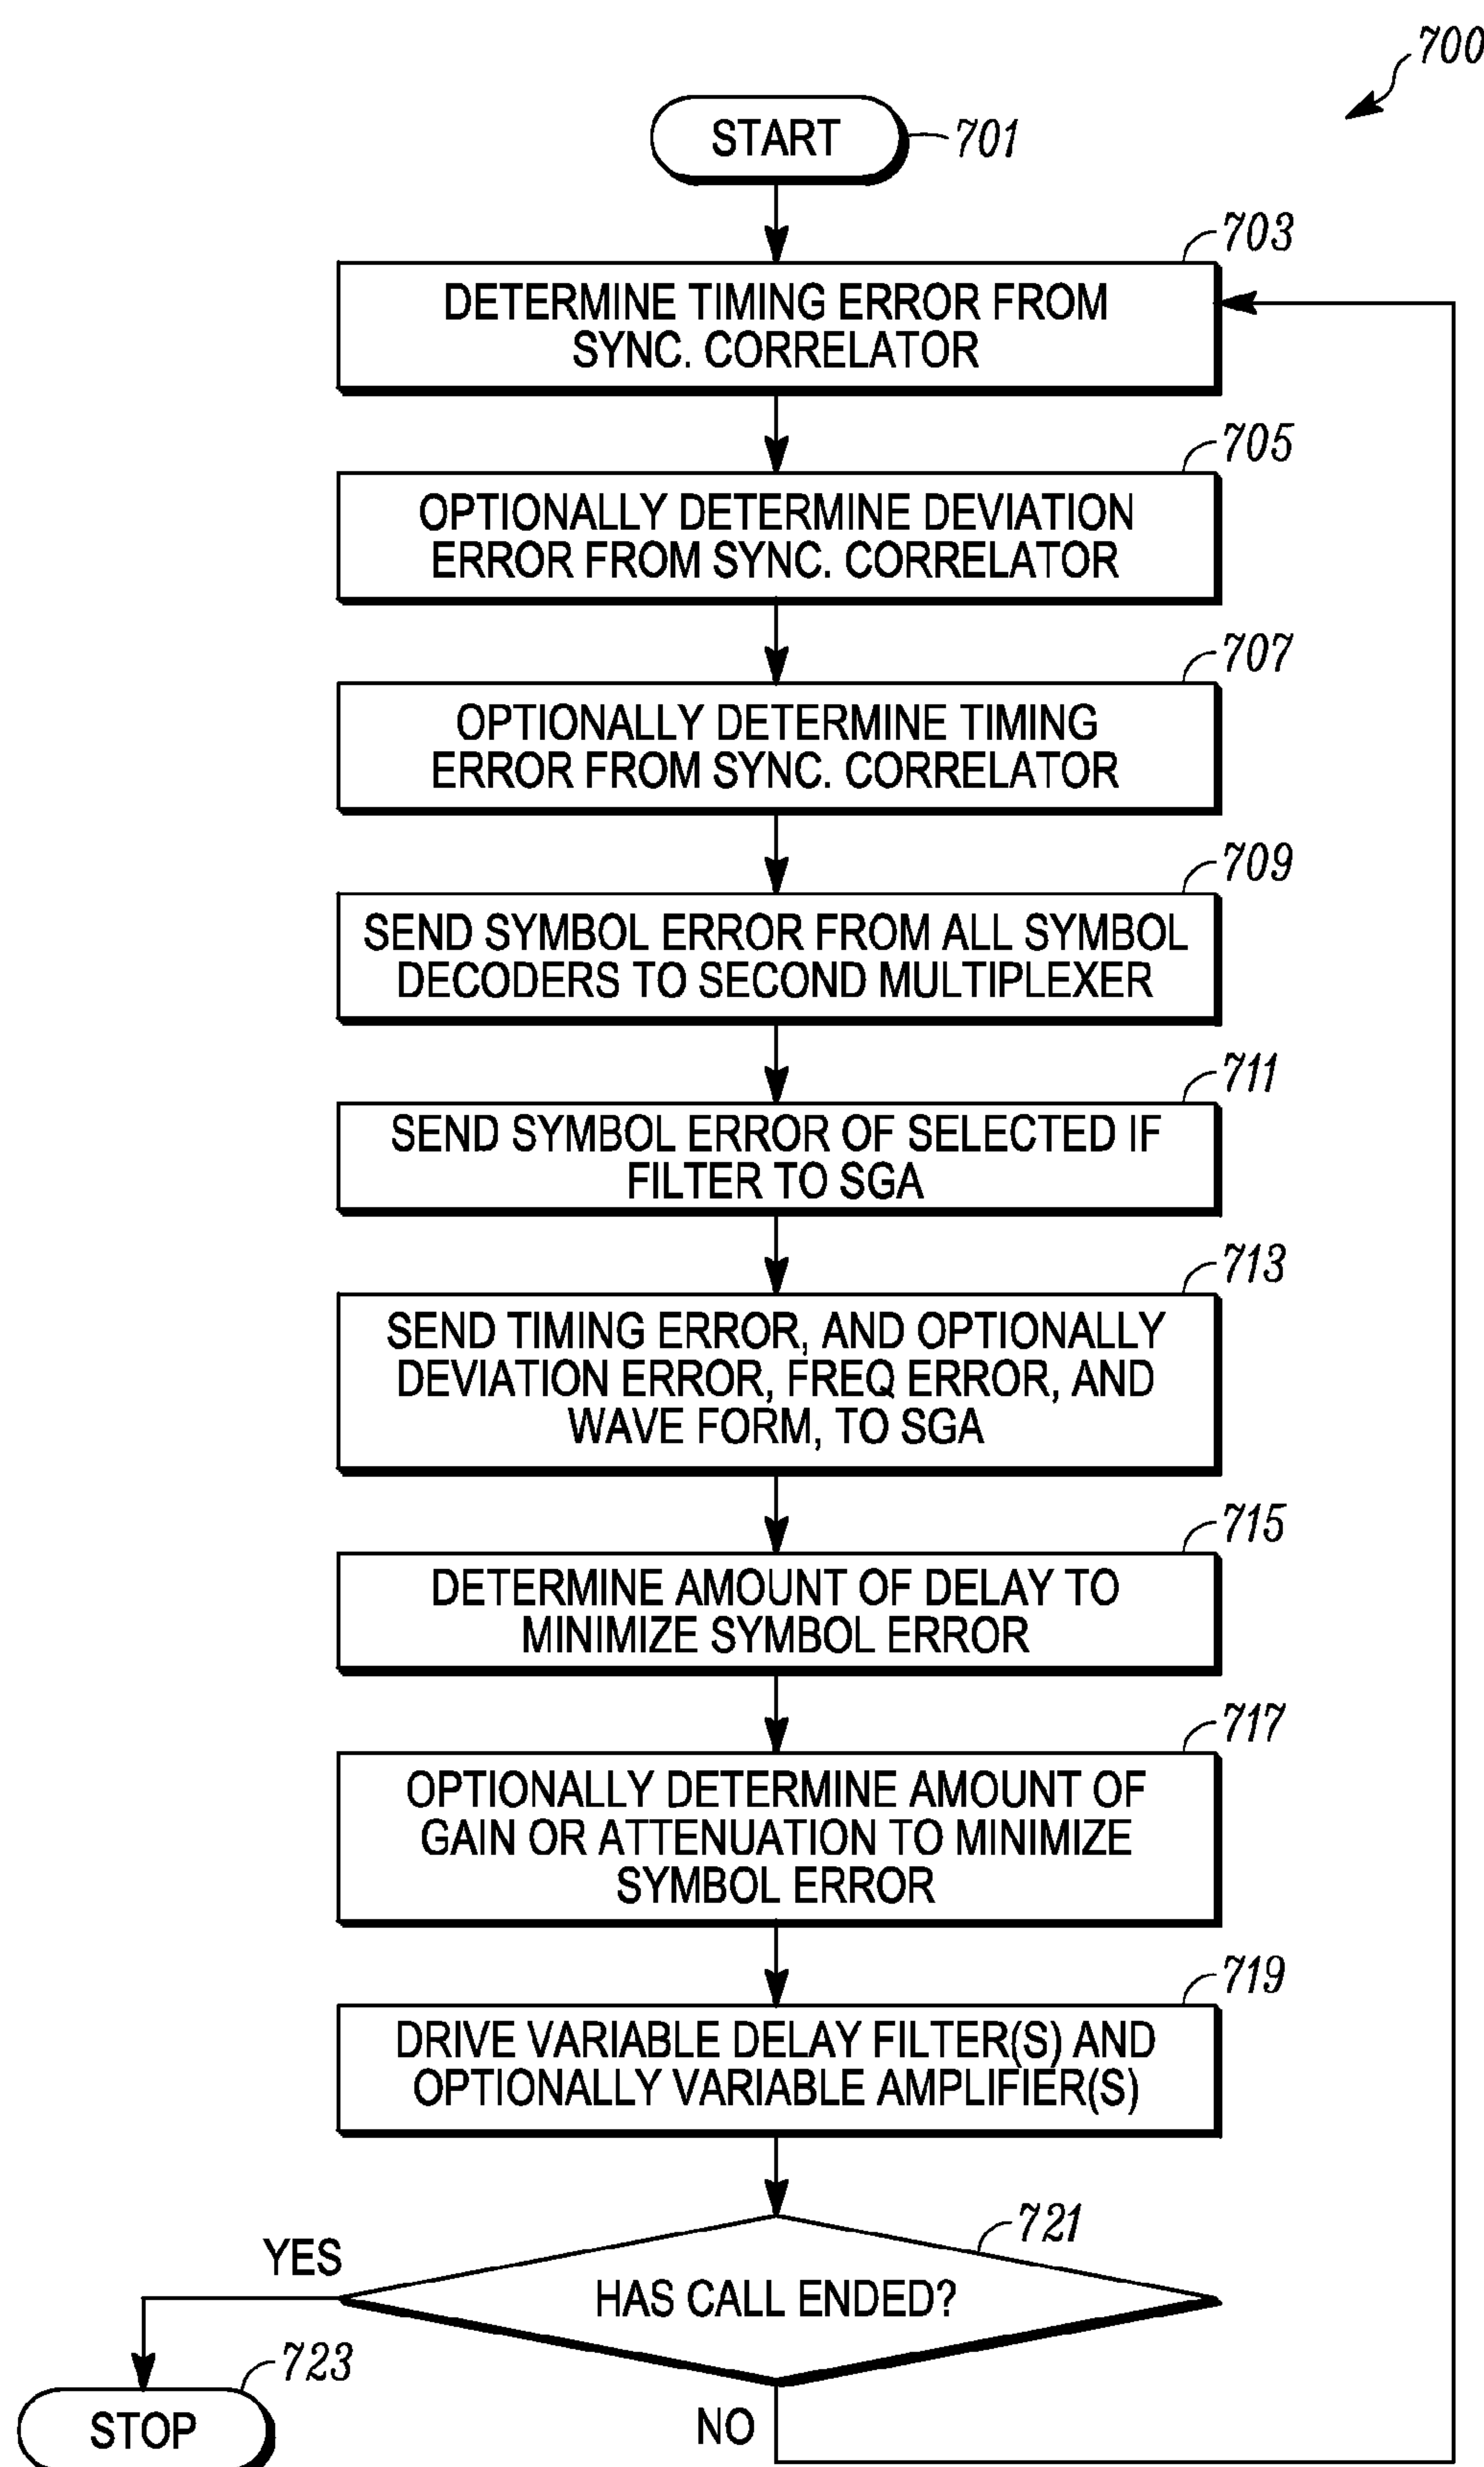 700
START
701
703
DETERMINE TIMING ERROR FROM
SYNC. CORRELATOR
705
OPTIONALLY DETERMINE DEVIATION
ERROR FROM SYNC. CORRELATOR
707
OPTIONALLY DETERMINE TIMING
ERROR FROM SYNC. CORRELATOR
709
SEND SYMBOL ERROR FROM ALL SYMBOL
DECODERS TO SECOND MULTIPLEXER
711
SEND SYMBOL ERROR OF SELECTED IF
FILTER TO SGA
713
SEND TIMING ERROR, AND OPTIONALLY
DEVIATION ERROR, FREQ ERROR, AND
WAVE FORM, TO SGA
715
DETERMINE AMOUNT OF DELAY TO
MINIMIZE SYMBOL ERROR
717
OPTIONALLY DETERMINE AMOUNT OF
GAIN OR ATTENUATION TO MINIMIZE
SYMBOL ERROR
719
DRIVE VARIABLE DELAY FILTER(S) AND
OPTIONALLY VARIABLE AMPLIFIER(S)
721
YES
HAS CALL ENDED?
723
STOP
NO